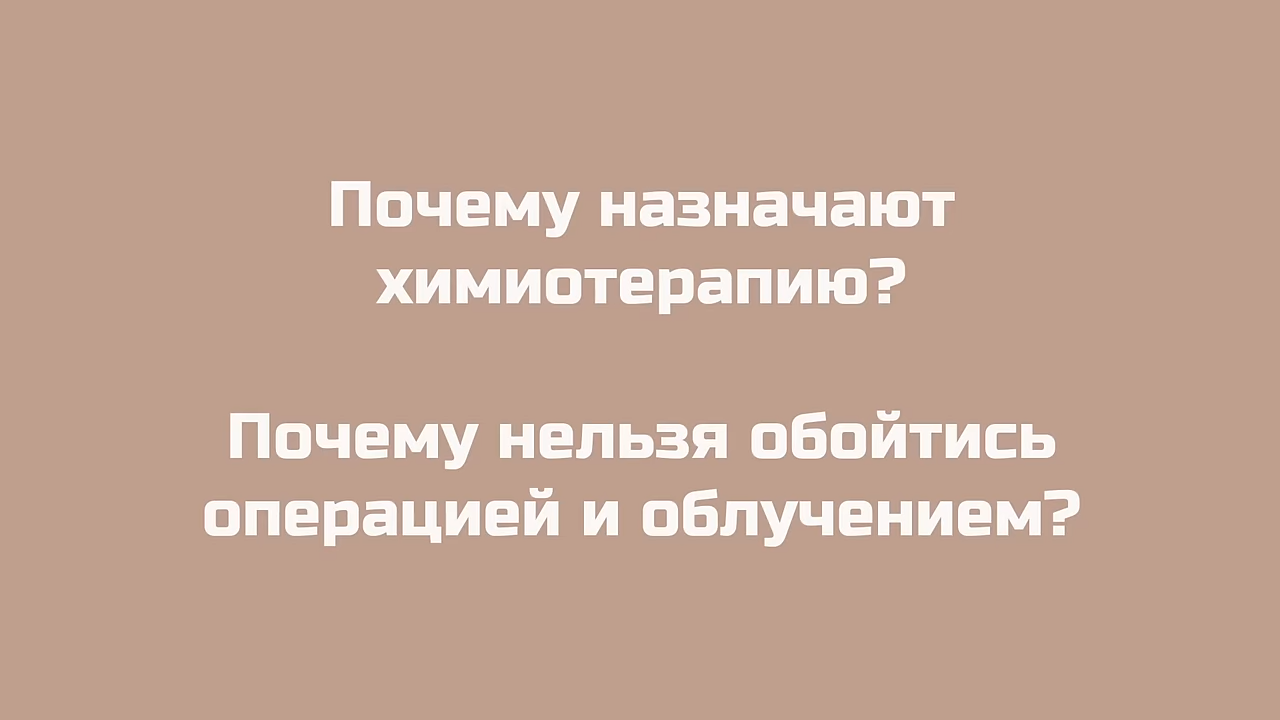 Почему назначают
химиотерапию?
Почему нельзя обойтись
операцией и облучением?